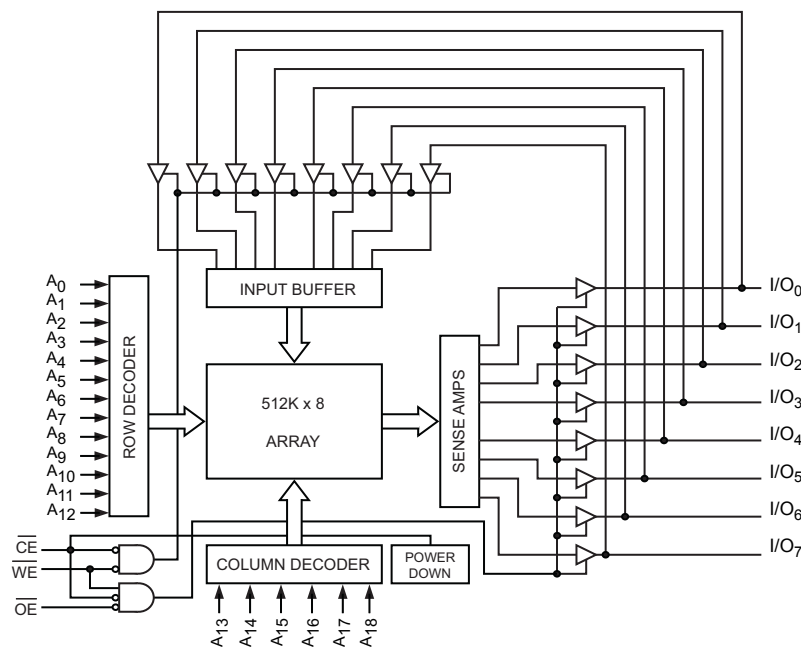 INPUT BUFFER
A0
A1
A2
A3
A4
A5
A6
A7
A8
A9
A10
A11
A12
ROW DECODER
512K x 8
ARRAY
SENSE AMPS
I/O0
I/O1
I/O2
I/O3
I/O4
I/O5
I/O6
I/O7
CE
WE
OE
COLUMN DECODER
POWER
DOWN
A13
A14
A15
A16
A17
A18